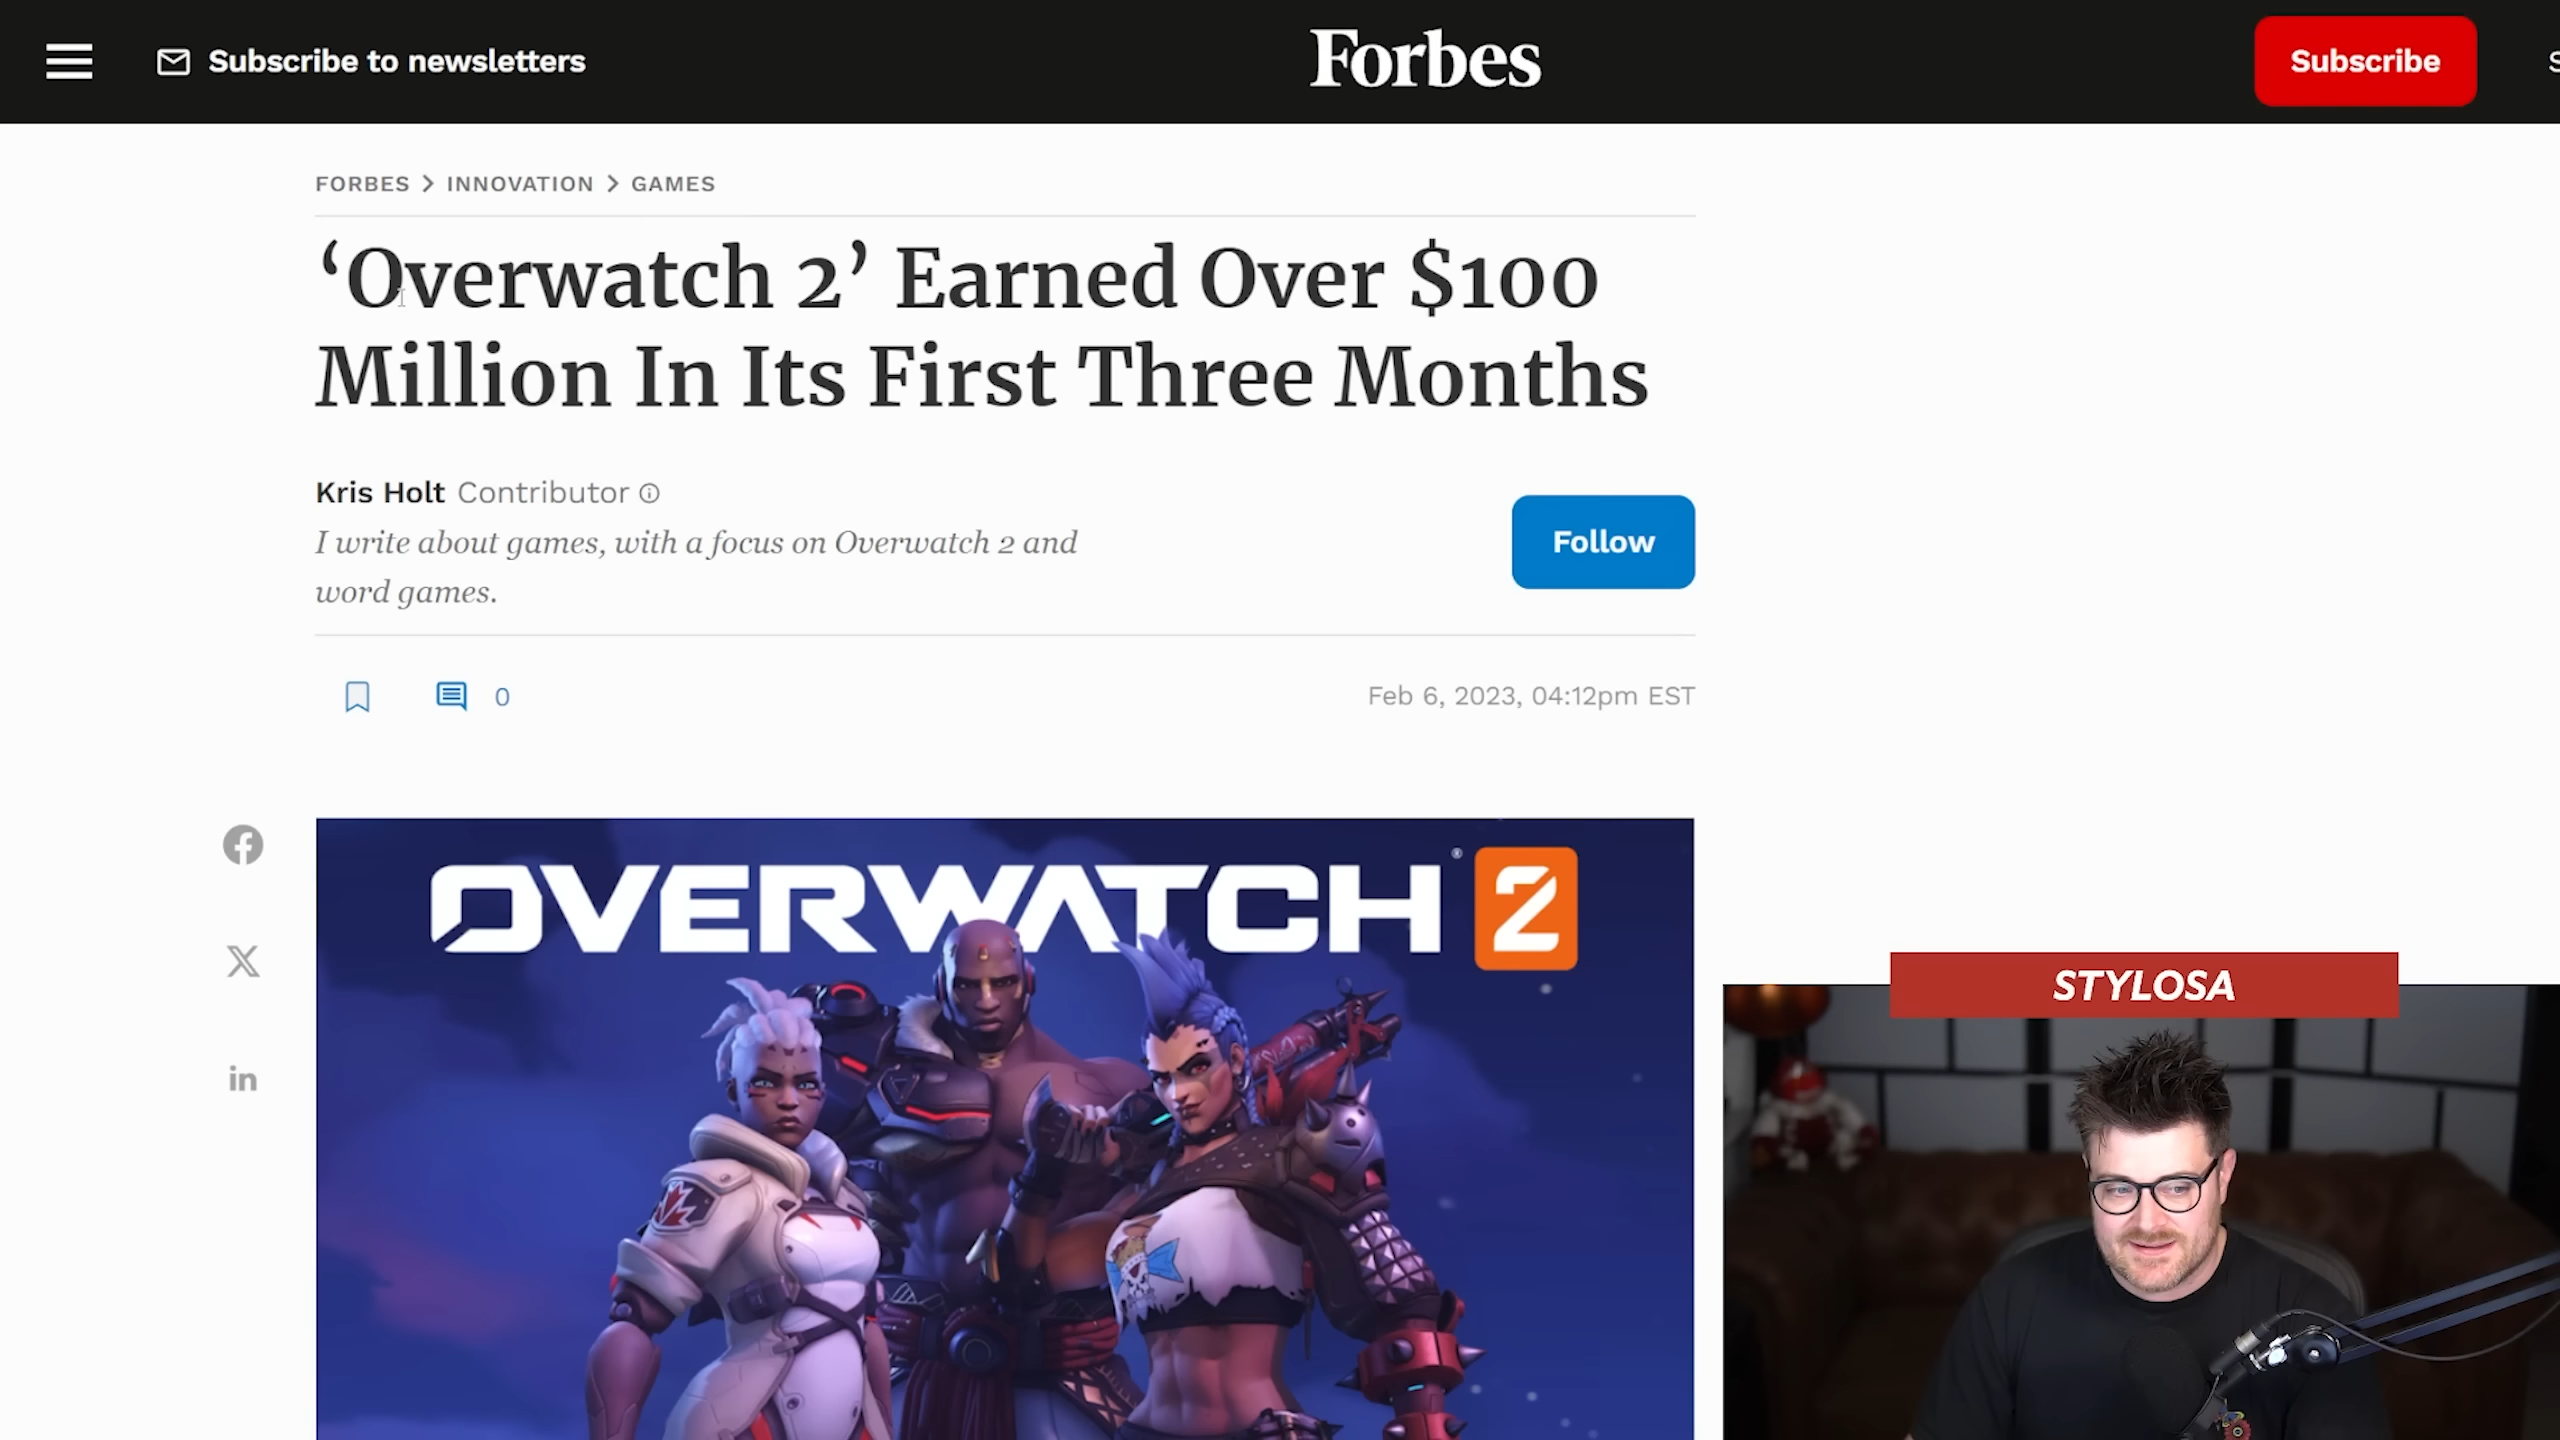 Subscribe to newsletters
Forbes
Subscribe
S
FORBES > INNOVATION > GAMES
‘Overwatch 2’ Earned Over $100
Million In Its First Three Months
Kris Holt Contributor
I write about games, with a focus on Overwatch 2 and
word games.
Follow
0
Feb 6, 2023, 04:12pm EST
OVERWATCH 2
STYLOSA